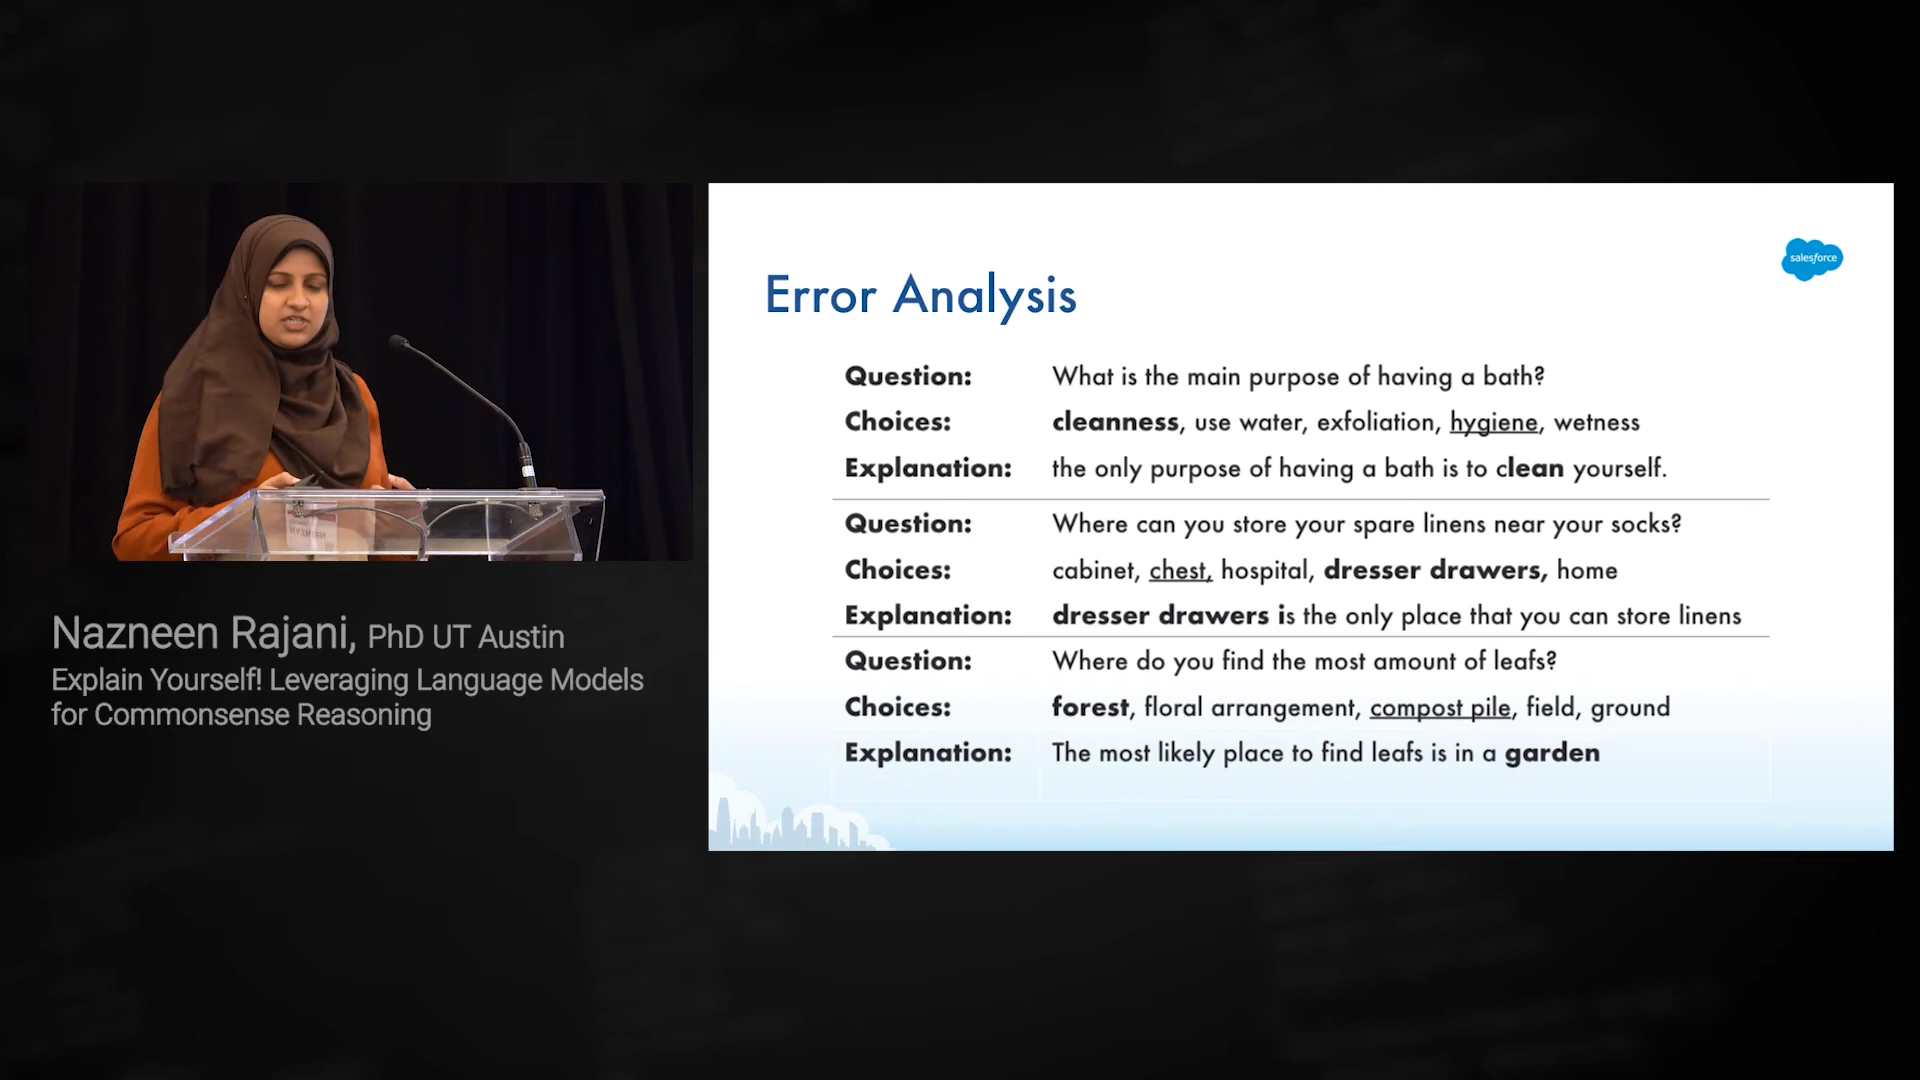 Nazneen Rajani, PhD UT Austin
Explain Yourself! Leveraging Language Models
for Commonsense Reasoning
salesforce
Error Analysis
Question: What is the main purpose of having a bath?
Choices: cleanness, use water, exfoliation, hygiene, wetness
Explanation: the only purpose of having a bath is to clean yourself.
Question: Where can you store your spare linens near your socks?
Choices: cabinet, chest, hospital, dresser drawers, home
Explanation: dresser drawers is the only place that you can store linens
Question: Where do you find the most amount of leafs?
Choices: forest, floral arrangement, compost pile, field, ground
Explanation: The most likely place to find leafs is in a garden